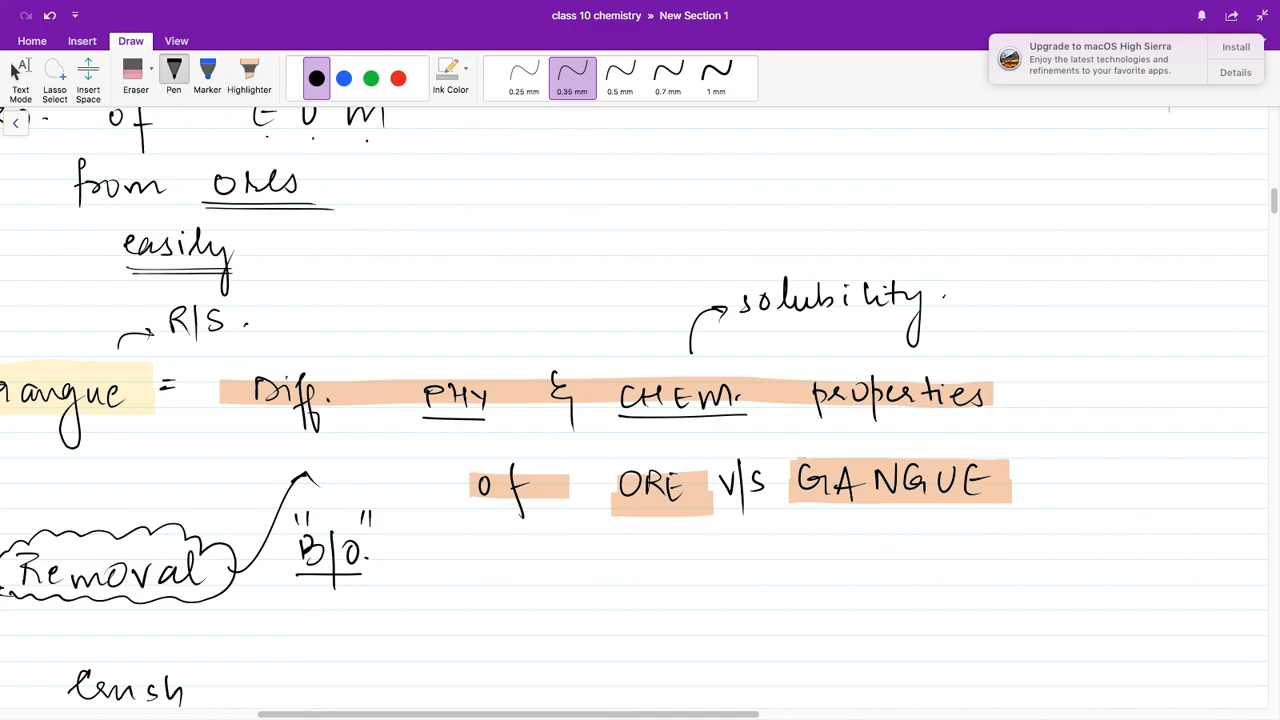 class 10 chemistry » New Section 1
Home Insert Draw View
Upgrade to macOS High Sierra
Enjoy the latest technologies and
refinements to your favorite apps.
Install
Details
Text Mode
Lasso Select
Insert Space
Eraser
Pen
Marker
Highlighter
Ink Color
0.25 mm 0.35 mm 0.5 mm 0.7 mm 1 mm
of E U M
from ores
easily
solubility.
R/S.
angue = Diff. PHY & CHEM. properties
of ORE V/S GANGUE
"B/O."
Removal
Crush